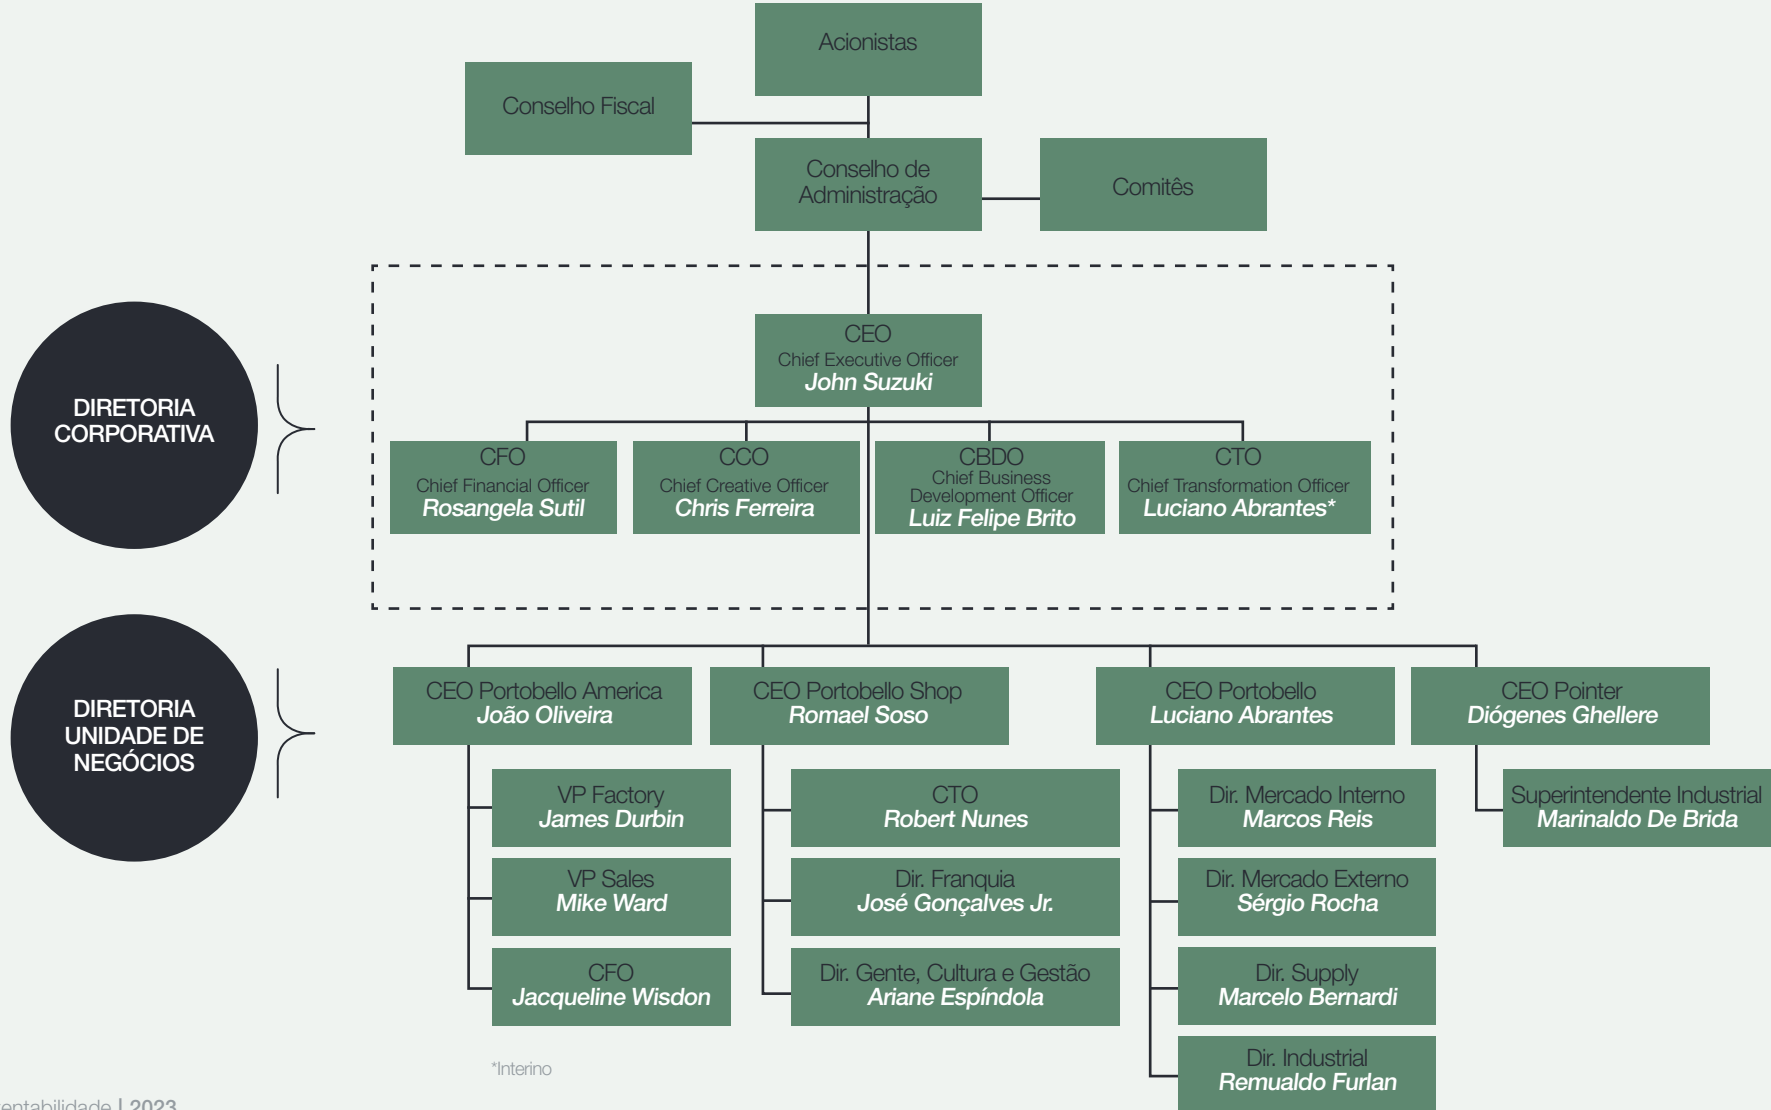 Acionistas
Conselho Fiscal
Conselho de
Administração
Comitês
DIRETORIA
CORPORATIVA
CEO
Chief Executive Officer
John Suzuki
CFO
Chief Financial Officer
Rosangela Sutil
CCO
Chief Creative Officer
Chris Ferreira
CBDO
Chief Business
Development Officer
Luiz Felipe Brito
CTO
Chief Transformation Officer
Luciano Abrantes*
DIRETORIA
UNIDADE DE
NEGÓCIOS
CEO Portobello America
João Oliveira
VP Factory
James Durbin
VP Sales
Mike Ward
CFO
Jacqueline Wisdon
CEO Portobello Shop
Romael Soso
CTO
Robert Nunes
Dir. Franquia
José Gonçalves Jr.
Dir. Gente, Cultura e Gestão
Ariane Espíndola
CEO Portobello
Luciano Abrantes
Dir. Mercado Interno
Marcos Reis
Dir. Mercado Externo
Sérgio Rocha
Dir. Supply
Marcelo Bernardi
Dir. Industrial
Remualdo Furlan
CEO Pointer
Diógenes Ghellere
Superintendente Industrial
Marinaldo De Brida
*Interino
entabilidade | 2023